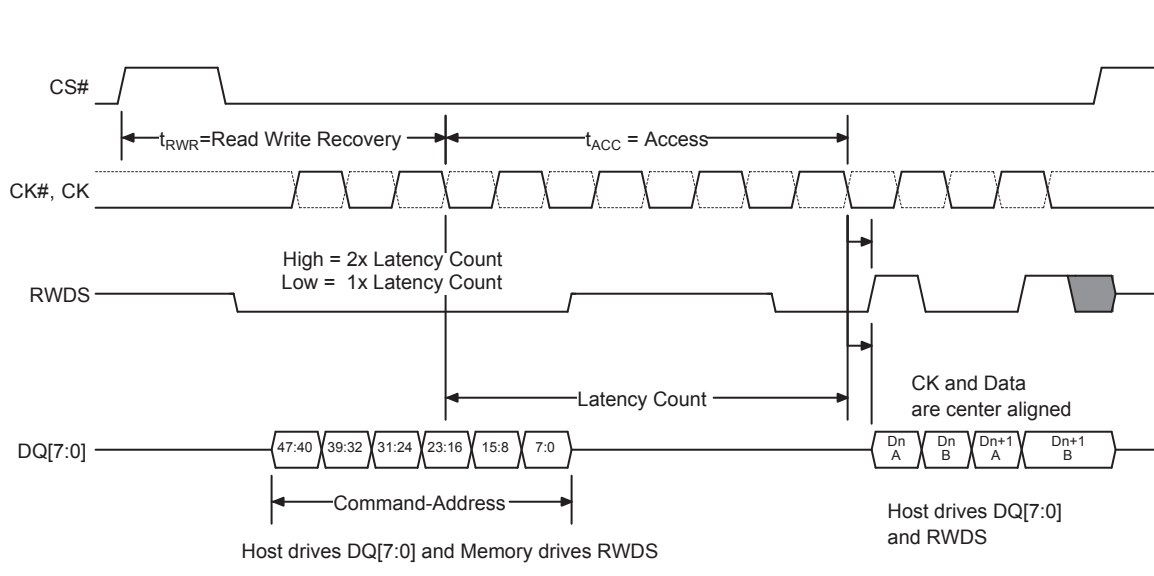 CS#
tRWR=Read Write Recovery
tACC = Access
CK#, CK
High = 2x Latency Count
Low = 1x Latency Count
RWDS
Latency Count
CK and Data
are center aligned
DQ[7:0]
47:40 39:32 31:24 23:16 15:8 7:0
Dn Dn Dn+1 Dn+1
A B A B
Command-Address
Host drives DQ[7:0]
and RWDS
Host drives DQ[7:0] and Memory drives RWDS